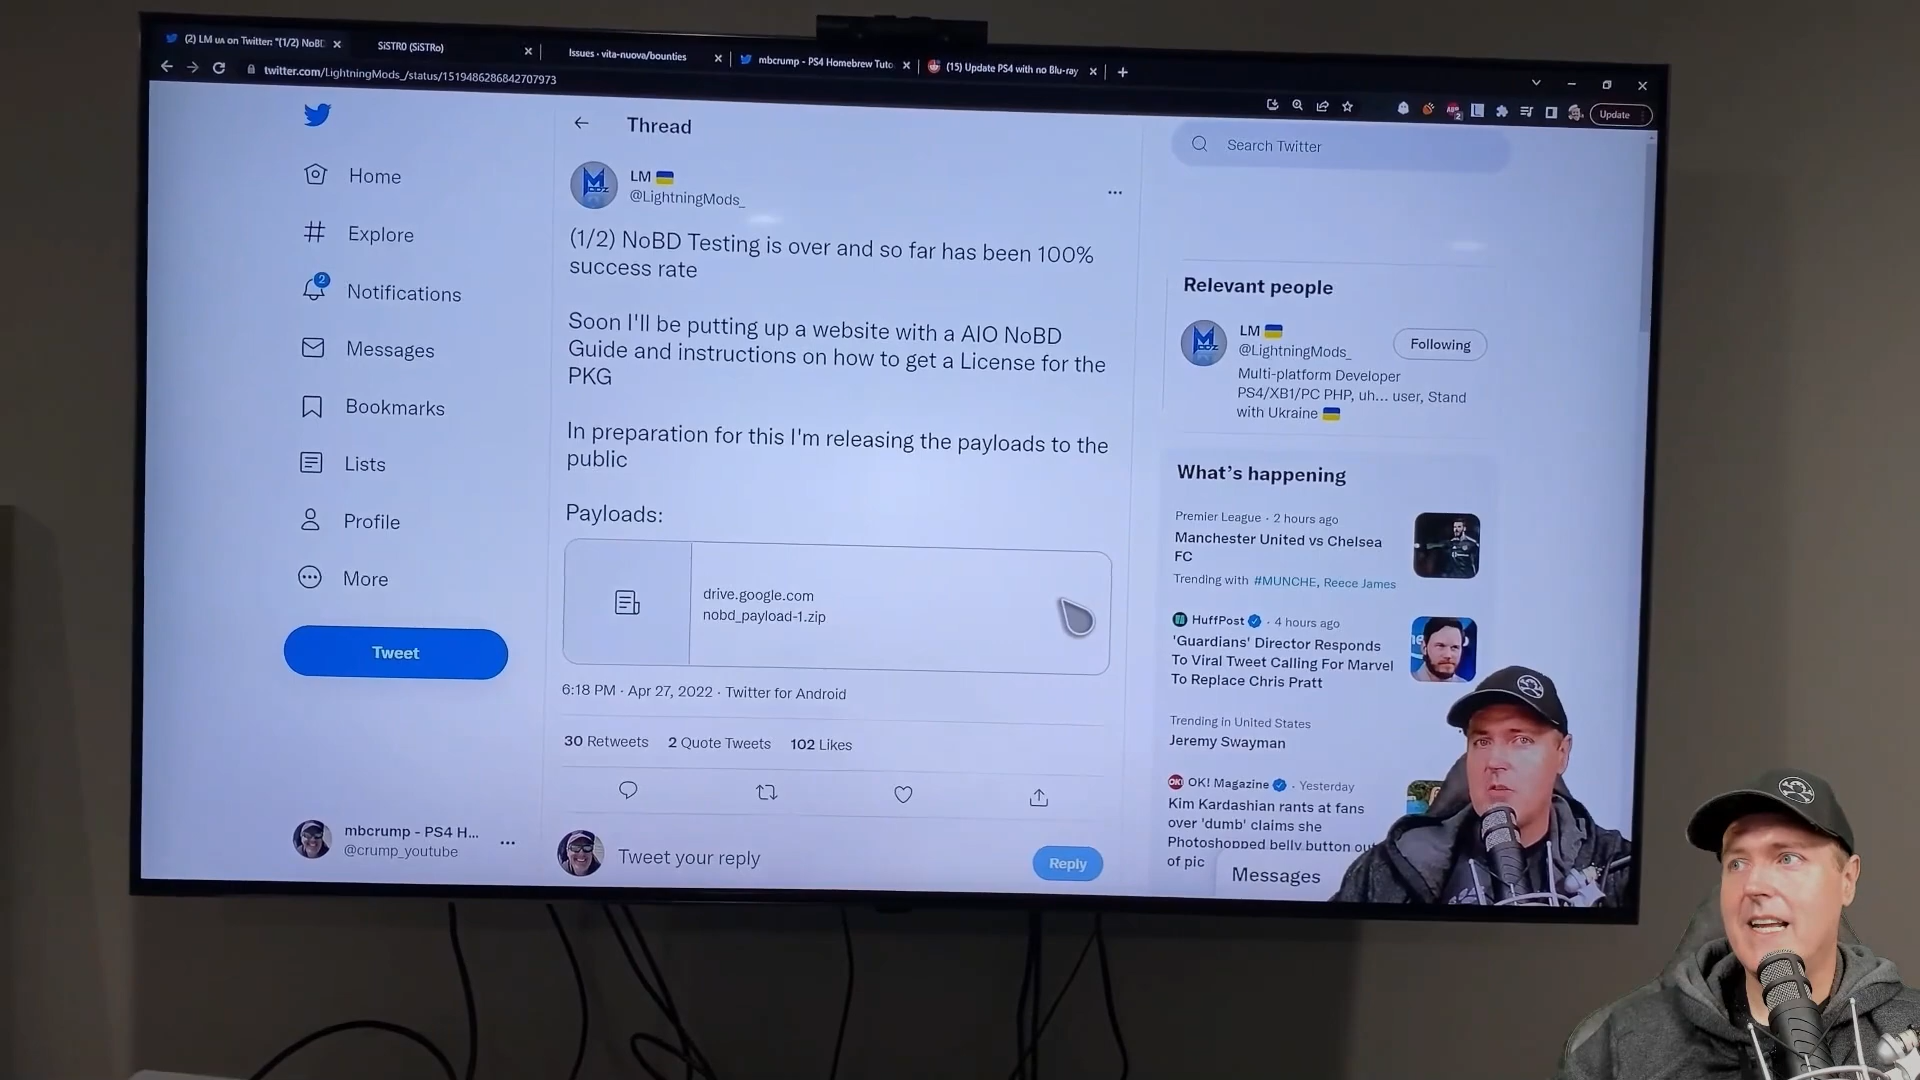 (2) LM UA on Twitter: "(1/2) NoBD
SiSTRO (SiSTRo)
Issues · vita-nuova/bounties
mbcrump - PS4 Homebrew Tuto
(15) Update PS4 with no Blu-ray
twitter.com/LightningMods_/status/1519486286842707973
Update
Home
Explore
2
Notifications
Messages
Bookmarks
Lists
Profile
More
Tweet
mbcrump - PS4 H...
@crump_youtube
Thread
LM
@LightningMods_
(1/2) NoBD Testing is over and so far has been 100%
success rate
Soon I'll be putting up a website with a AIO NoBD
Guide and instructions on how to get a License for the
PKG
In preparation for this I'm releasing the payloads to the
public
Payloads:
drive.google.com
nobd_payload-1.zip
6:18 PM · Apr 27, 2022 · Twitter for Android
30 Retweets 2 Quote Tweets 102 Likes
Tweet your reply
Reply
Search Twitter
Relevant people
LM
@LightningMods_
Following
Multi-platform Developer
PS4/XB1/PC PHP, uh... user, Stand
with Ukraine
What's happening
Premier League · 2 hours ago
Manchester United vs Chelsea
FC
Trending with #MUNCHE, Reece James
HuffPost · 4 hours ago
'Guardians' Director Responds
To Viral Tweet Calling For Marvel
To Replace Chris Pratt
Trending in United States
Jeremy Swayman
OK! Magazine · Yesterday
Kim Kardashian rants at fans
over 'dumb' claims she
Photoshopped belly button out
of pic
Messages